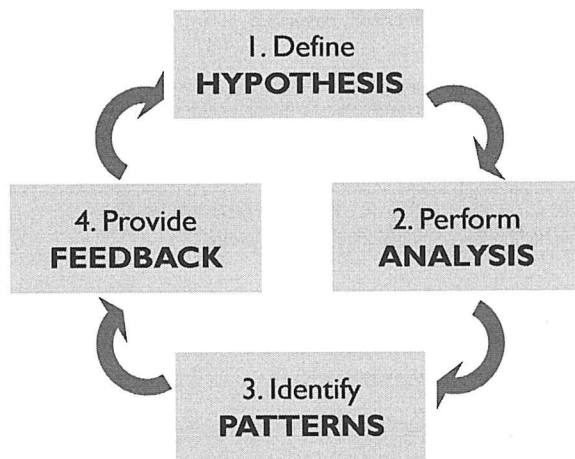 1. Define
HYPOTHESIS
2. Perform
ANALYSIS
3. Identify
PATTERNS
4. Provide
FEEDBACK